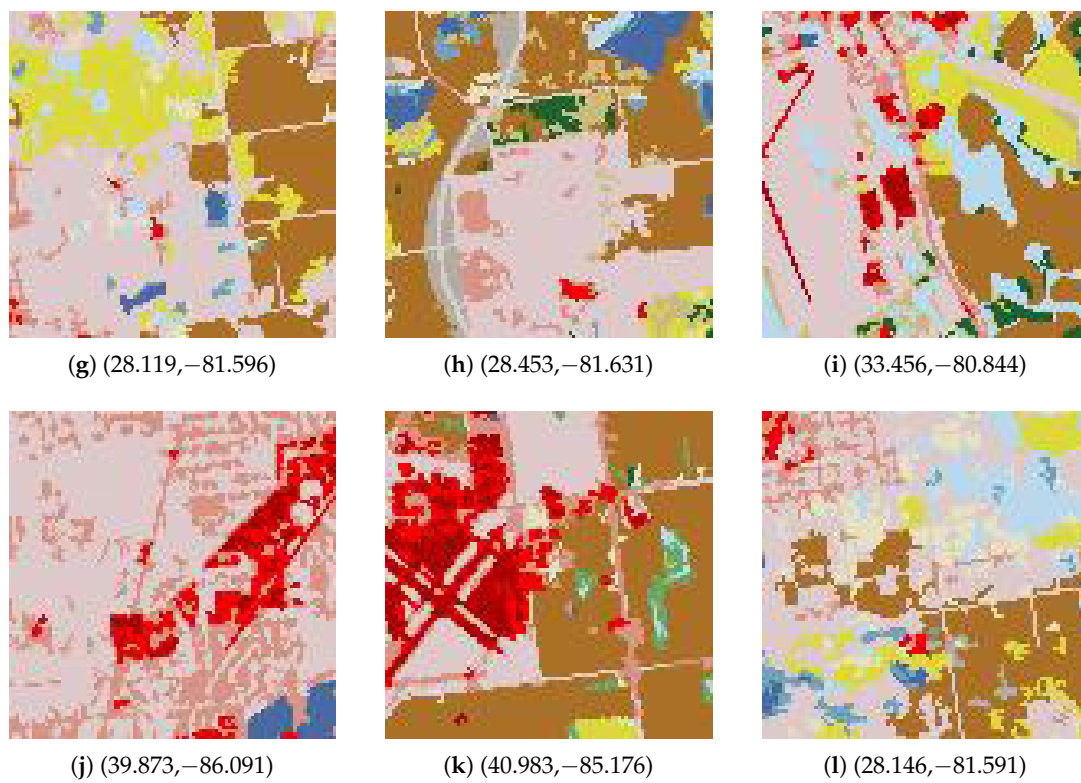 (g) (28.119,−81.596)
(h) (28.453,−81.631)
(i) (33.456,−80.844)
(j) (39.873,−86.091)
(k) (40.983,−85.176)
(l) (28.146,−81.591)